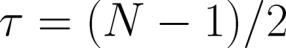 τ = (N − 1)/2